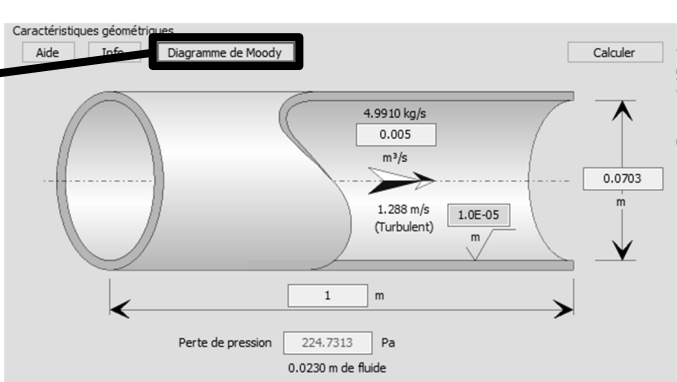 Caractéristiques géométriques
Aide Info Diagramme de Moody Calculer
4.9910 kg/s
0.005
m³/s
0.0703
m
1.288 m/s
(Turbulent)
1.0E-05
m
1 m
Perte de pression 224.7313 Pa
0.0230 m de fluide